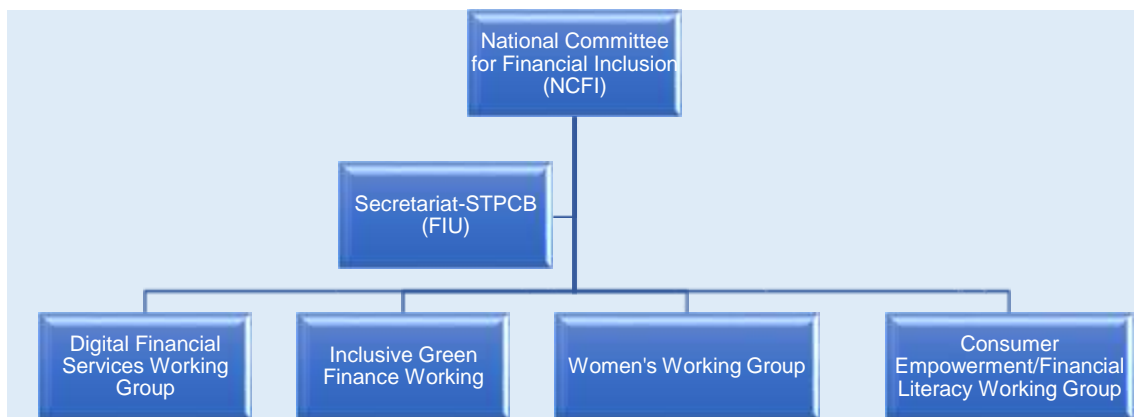 National Committee
for Financial Inclusion
(NCFI)
Secretariat-STPCB
(FIU)
Digital Financial
Services Working
Group
Inclusive Green
Finance Working
Women's Working Group
Consumer
Empowerment/Financial
Literacy Working Group